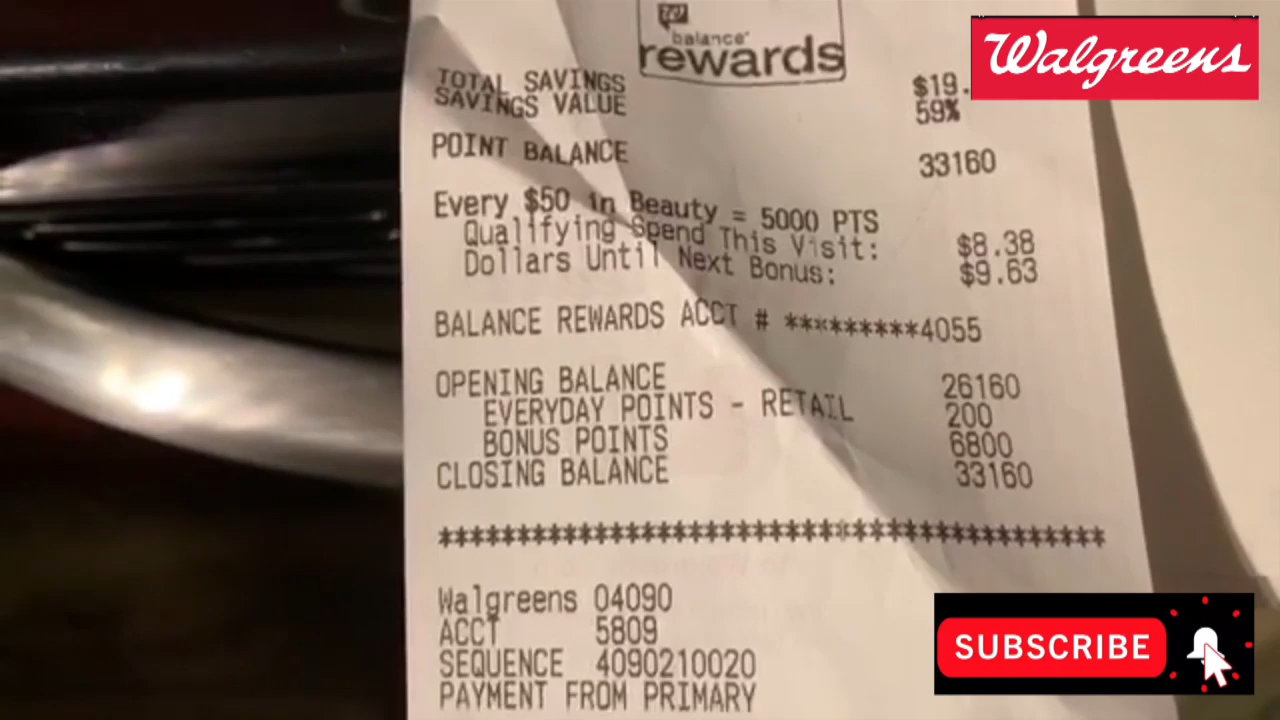 W
balance®
rewards
Walgreens
TOTAL SAVINGS $19.
SAVINGS VALUE 59%
POINT BALANCE 33160
Every $50 in Beauty = 5000 PTS
Qualifying Spend This Visit: $8.38
Dollars Until Next Bonus: $9.63
BALANCE REWARDS ACCT # *********4055
OPENING BALANCE 26160
EVERYDAY POINTS - RETAIL 200
BONUS POINTS 6800
CLOSING BALANCE 33160
*******************************************
Walgreens 04090
ACCT 5809
SEQUENCE 4090210020
PAYMENT FROM PRIMARY
SUBSCRIBE